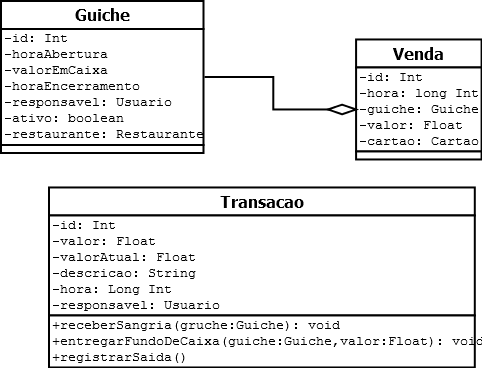 Guiche
-id: Int
-horaAbertura
-valorEmCaixa
-horaEncerramento
-responsavel: Usuario
-ativo: boolean
-restaurante: Restaurante
Venda
-id: Int
-hora: long Int
-guiche: Guiche
-valor: Float
-cartao: Cartao
Transacao
-id: Int
-valor: Float
-valorAtual: Float
-descricao: String
-hora: Long Int
-responsavel: Usuario
+receberSangria(gruche:Guiche): void
+entregarFundoDeCaixa(guiche:Guiche,valor:Float): void
+registrarSaida()